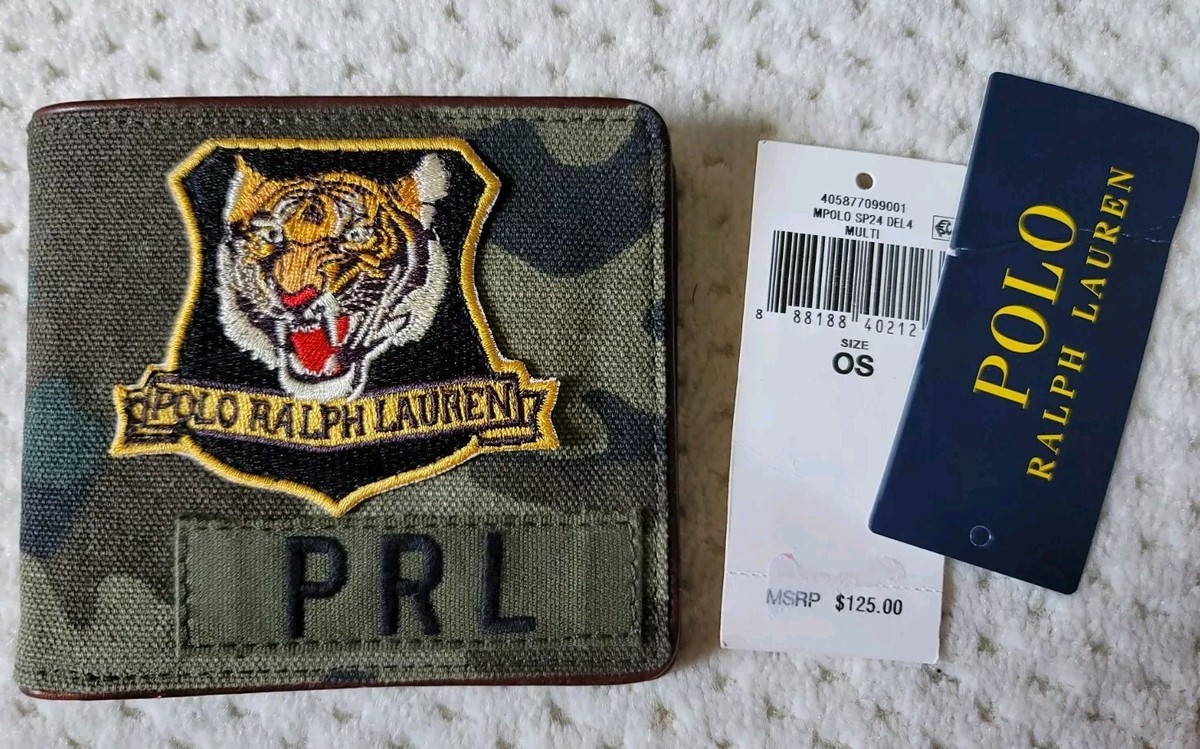 POLO RALPH LAUREN
PRL
405877099001
MPOLO SP24 DEL4
MULTI
8 88188 40212
SIZE
OS
MSRP $125.00
POLO
RALPH LAUREN